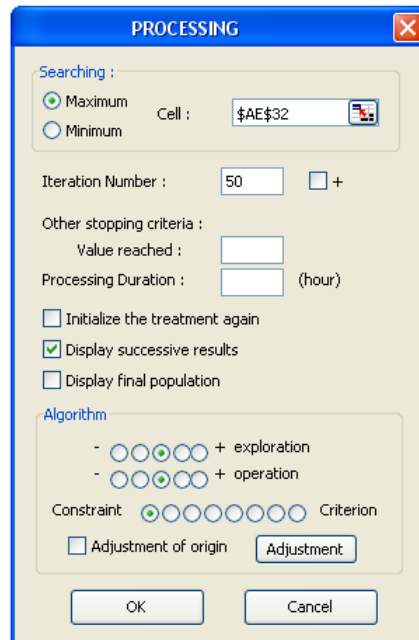 PROCESSING
Searching :
Maximum
Minimum
Cell :
$AE$32
Iteration Number :
50
+
Other stopping criteria :
Value reached :
Processing Duration :
(hour)
Initialize the treatment again
Display successive results
Display final population
Algorithm
- + exploration
- + operation
Constraint Criterion
Adjustment of origin
Adjustment
OK
Cancel